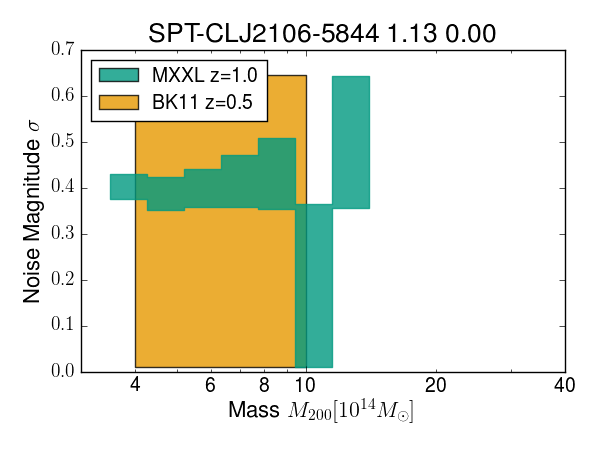 SPT-CLJ2106-5844 1.13 0.00
0.7
0.6
0.5
0.4
0.3
0.2
0.1
0.0
Noise Magnitude σ
MXXL z=1.0
BK11 z=0.5
4 6 8 10 20 40
Mass M₂₀₀[10¹⁴M⊙]